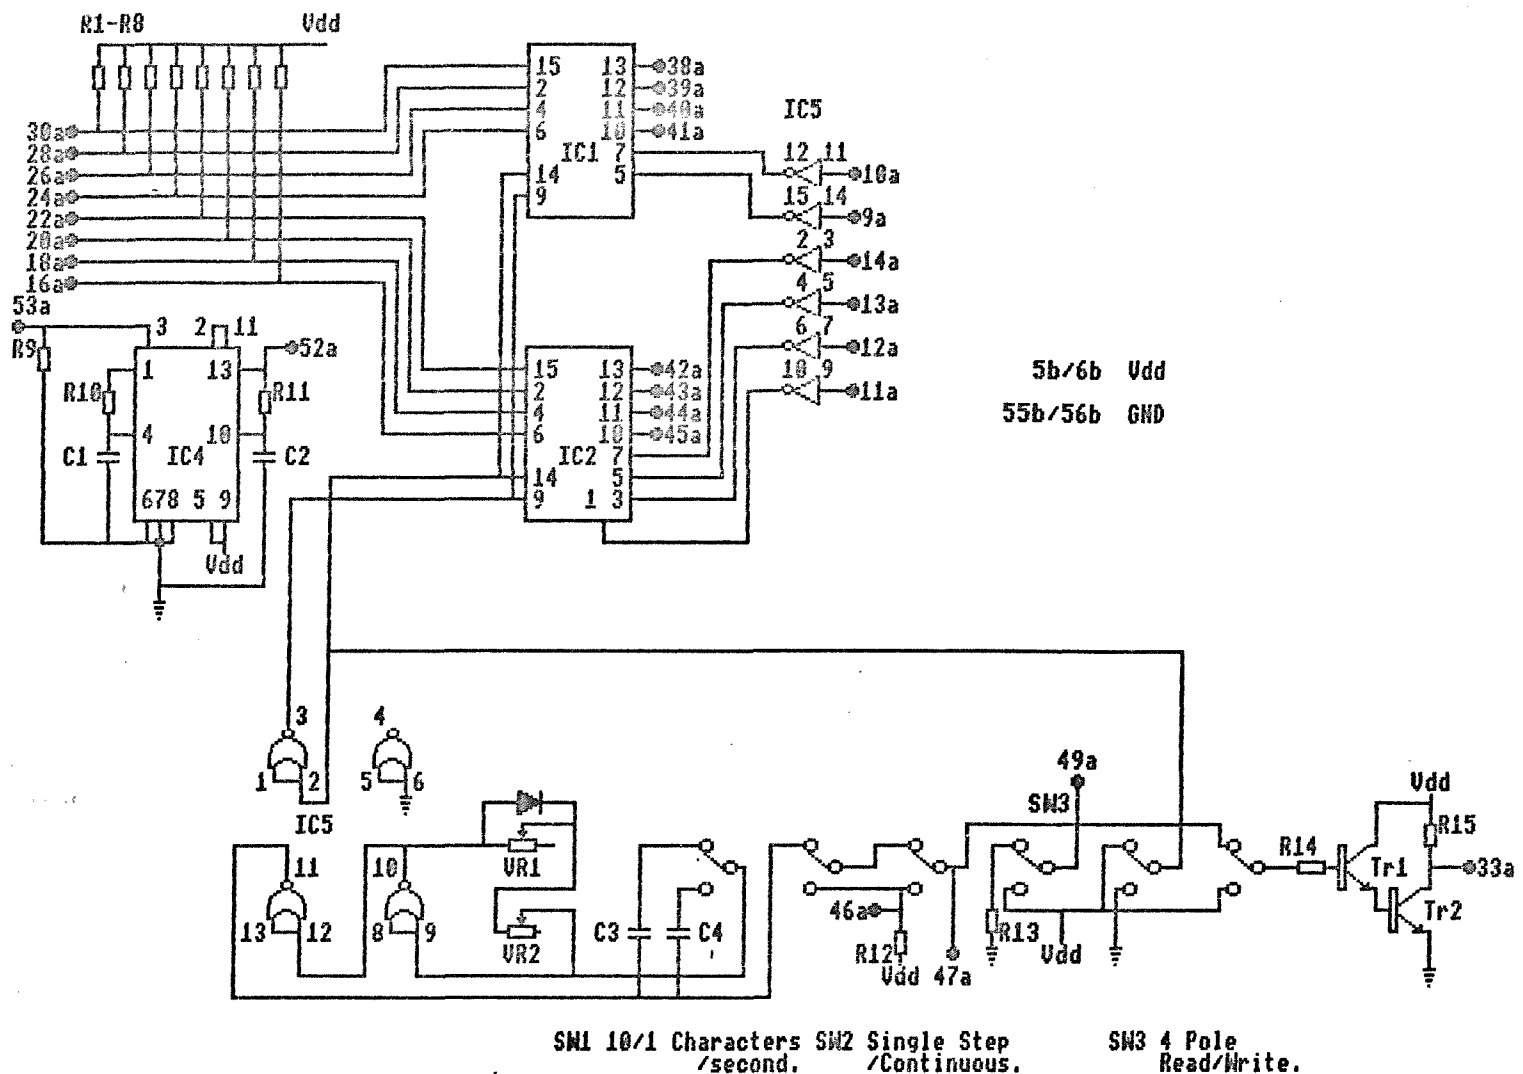 R1-R8 Vdd
15 13 38a
2 12 39a
4 11 40a
6 10 41a
IC1
7
14 5
9
IC5
12 11 10a
15 14 9a
2 3 14a
4 5 13a
6 7 12a
10 9 11a
30a
28a
26a
24a
22a
20a
18a
16a
53a
3 2 11
R9 52a
1 13
R10 R11
4 10
C1 IC4 C2
678 5 9
Vdd
15 13 42a
2 12 43a
4 11 44a
6 10 45a
IC2 7
14 5
9 1 3
5b/6b Vdd
55b/56b GND
3 4
1 2 5 6
IC5
11 10
13 12 8 9
VR1
VR2
C3 C4
49a
SW3
46a
R12
Vdd 47a
R13
Vdd
R14
Vdd
R15
Tr1 33a
Tr2
SW1 10/1 Characters SW2 Single Step SW3 4 Pole
/second. /Continuous. Read/Write.